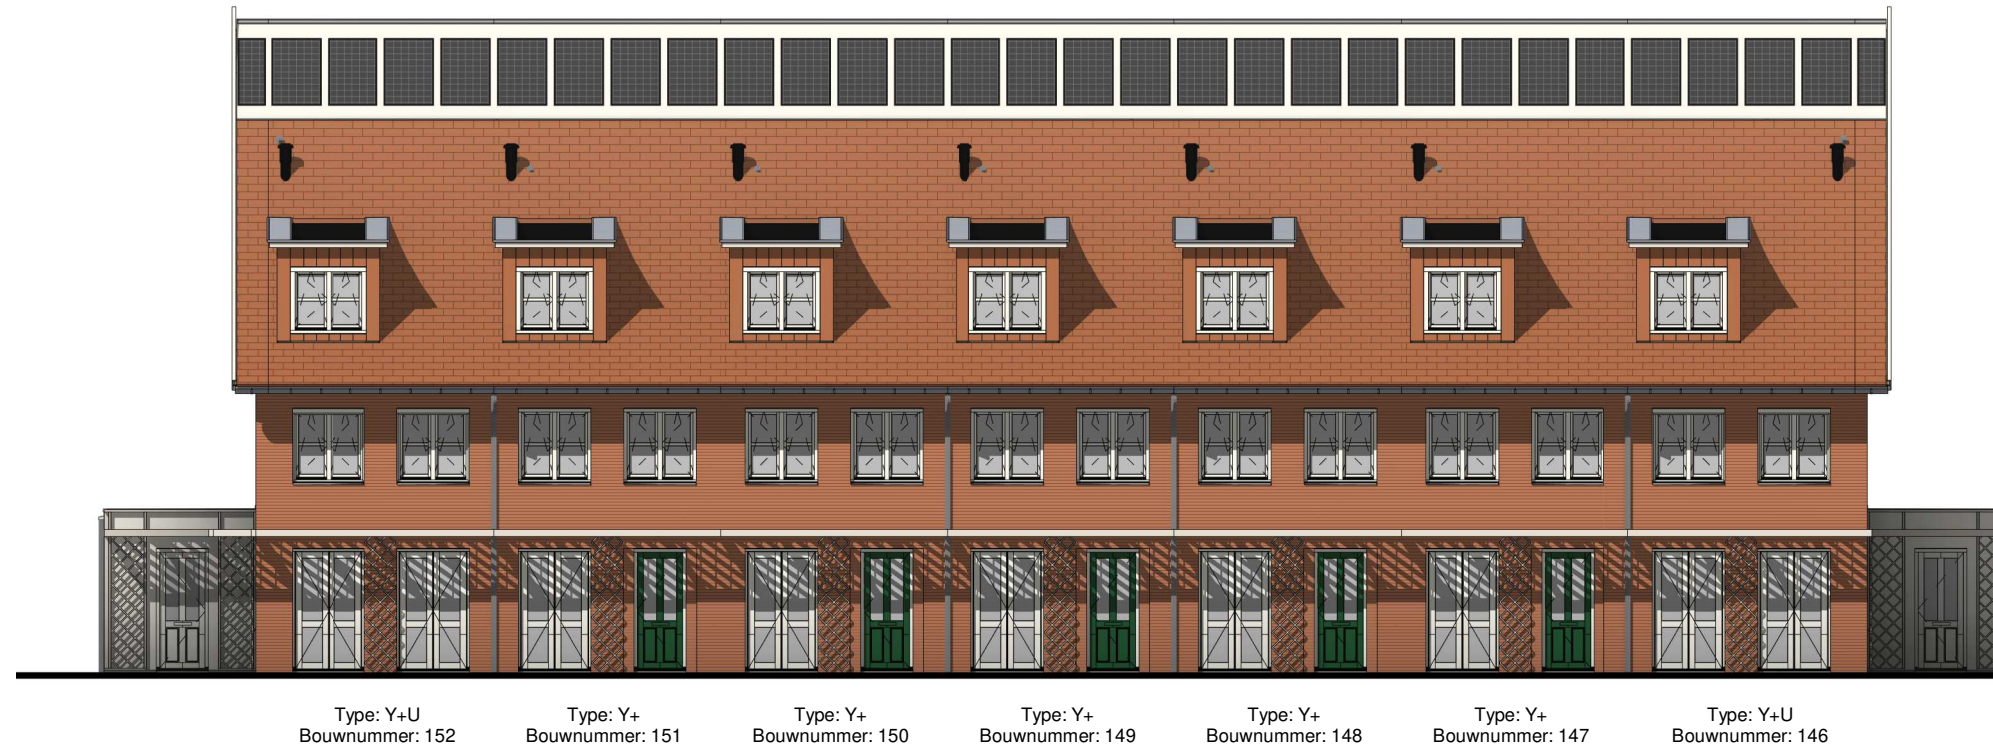 Type: Y+U
Bouwnummer: 152
Type: Y+
Bouwnummer: 151
Type: Y+
Bouwnummer: 150
Type: Y+
Bouwnummer: 149
Type: Y+
Bouwnummer: 148
Type: Y+
Bouwnummer: 147
Type: Y+U
Bouwnummer: 146